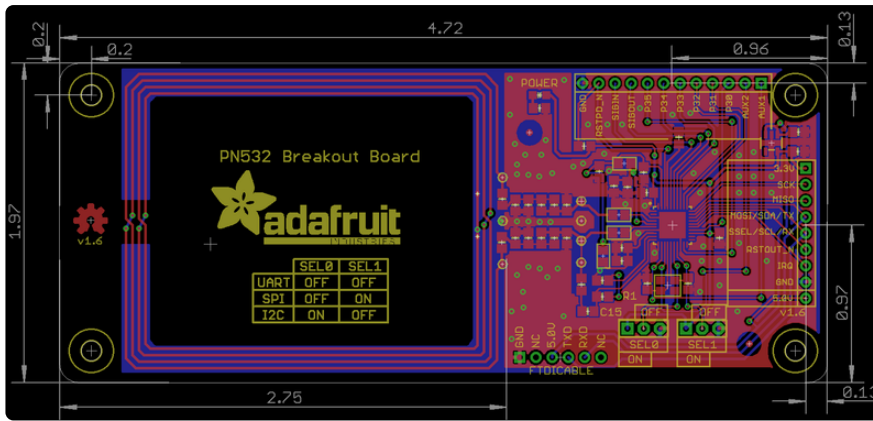 4.72
0.2
0.2
0.13
0.96
POWER
GND
RSTPD_N
SIGIN
SIGOUT
P35
P34
P33
P32
P31
P30
AUX2
AUX1
PN532 Breakout Board
adafruit
INDUSTRIES
SEL0 SEL1
UART OFF OFF
SPI OFF ON
I2C ON OFF
v1.6
1.97
3.3V
SCK
MISO
MOSI/SDA/TX
SSEL/SCL/RX
RSTOUT_N
IRQ
GND
5.0V
v1.6
0.97
R1
C15
OFF OFF
SEL0 SEL1
ON ON
GND
NC
5.0V
TXD
RXD
NC
FTDICABLE
2.75
0.13